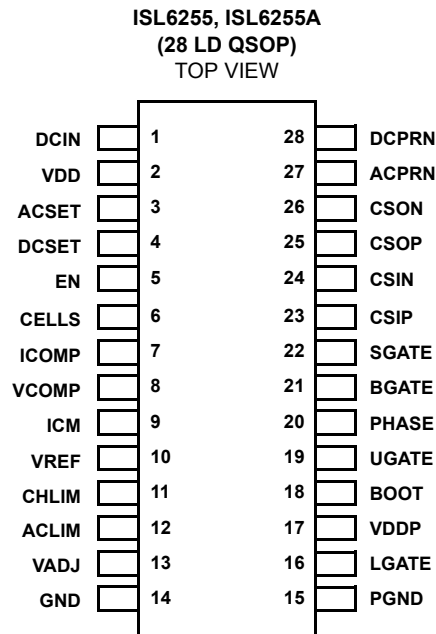 ISL6255, ISL6255A
(28 LD QSOP)
TOP VIEW
DCIN 1 28 DCPRN
VDD 2 27 ACPRN
ACSET 3 26 CSON
DCSET 4 25 CSOP
EN 5 24 CSIN
CELLS 6 23 CSIP
ICOMP 7 22 SGATE
VCOMP 8 21 BGATE
ICM 9 20 PHASE
VREF 10 19 UGATE
CHLIM 11 18 BOOT
ACLIM 12 17 VDDP
VADJ 13 16 LGATE
GND 14 15 PGND